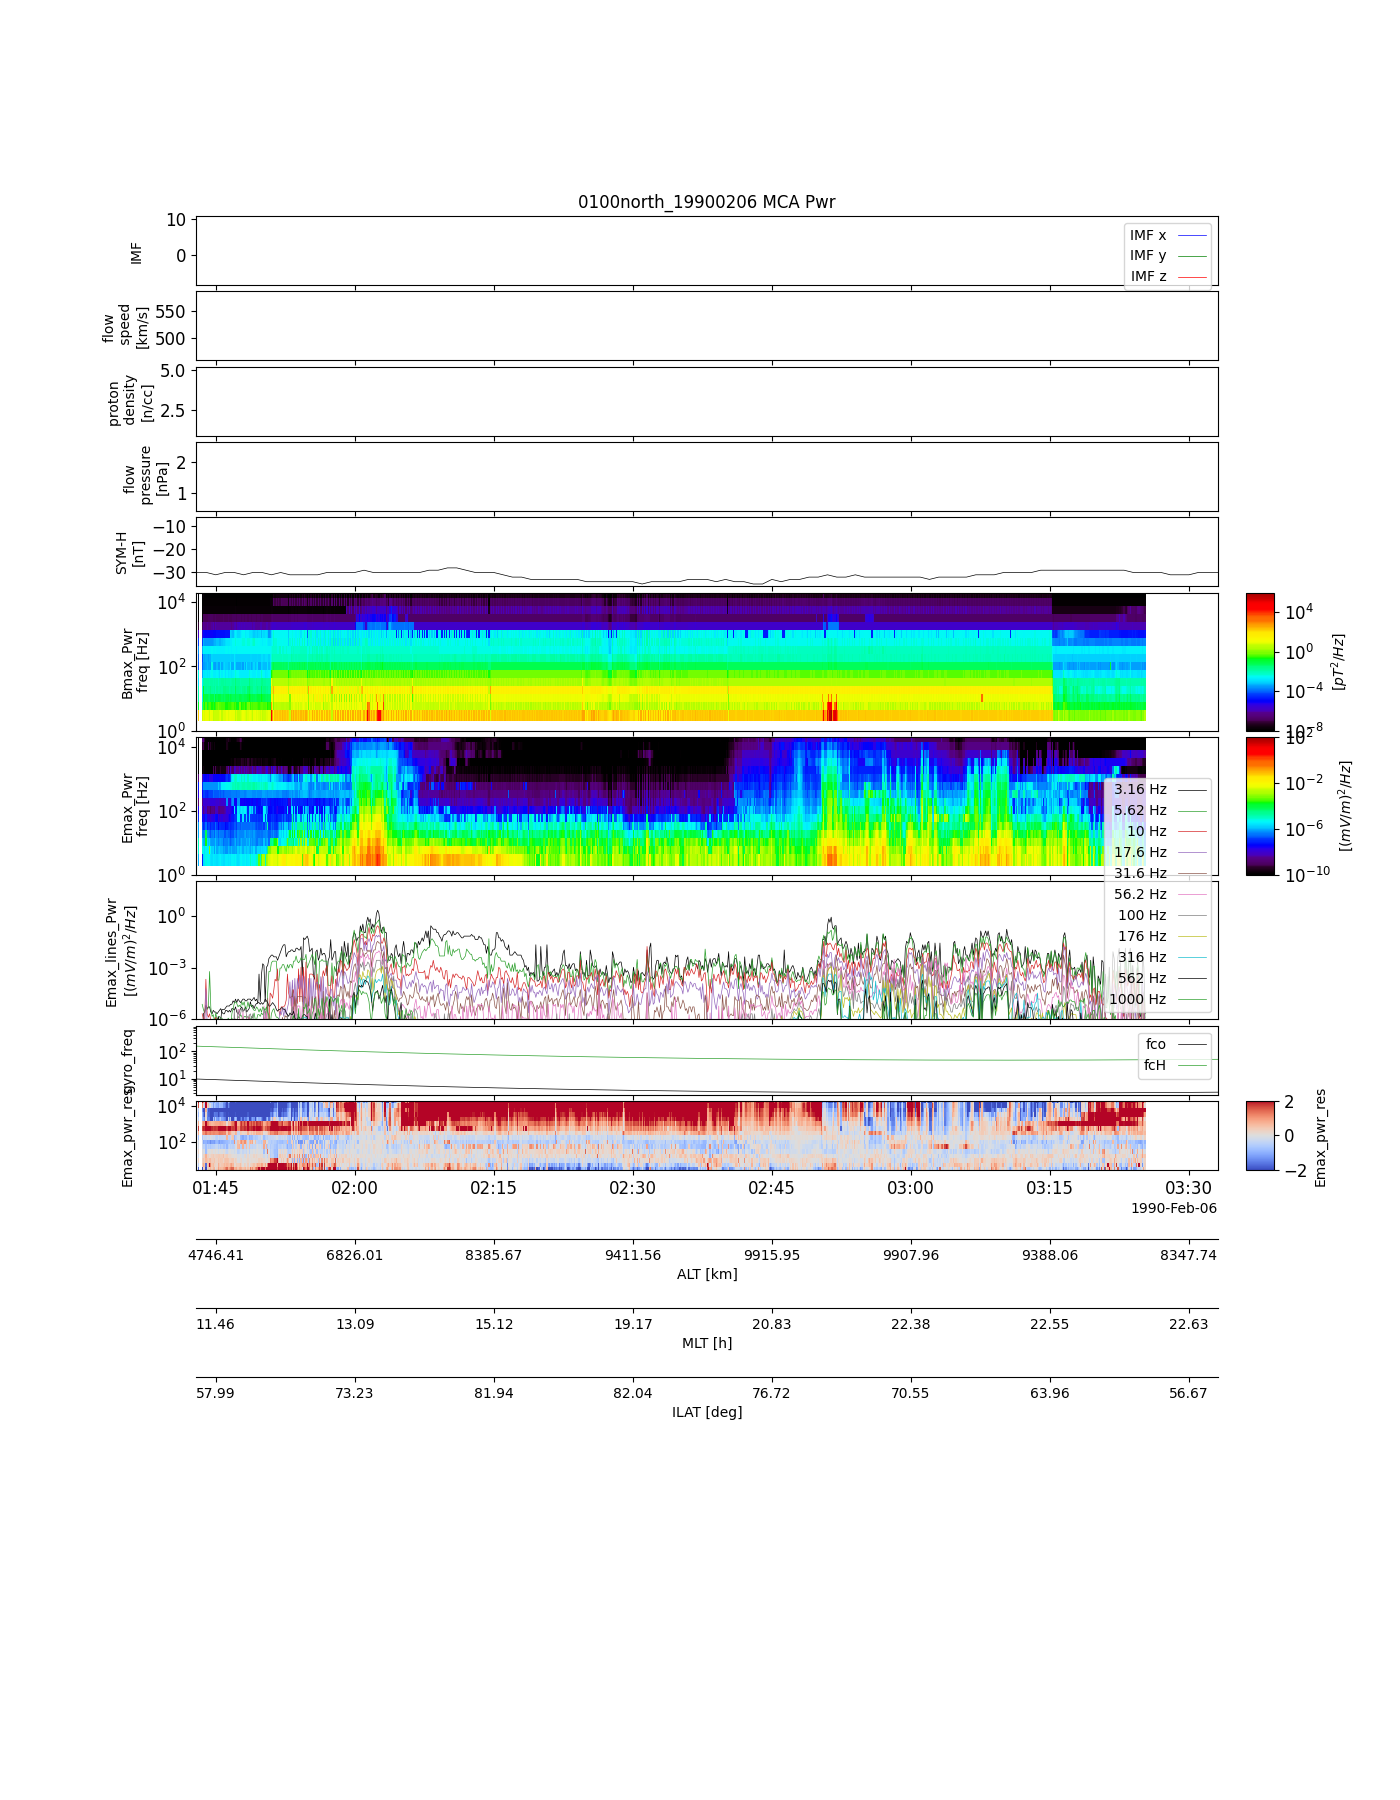 0100north_19900206 MCA Pwr
10
0
IMF
IMF x
IMF y
IMF z
550
500
flow
speed
[km/s]
5.0
2.5
proton
density
[n/cc]
2
1
flow
pressure
[nPa]
−10
−20
−30
SYM-H
[nT]
10^4
10^2
10^0
Bmax_Pwr
freq [Hz]
10^4
10^0
10^−4
10^−8
[pT^2/Hz]
10^4
10^2
10^0
Emax_Pwr
freq [Hz]
10^2
10^−2
10^−6
10^−10
[(mV/m)^2/Hz]
3.16 Hz
5.62 Hz
10 Hz
17.6 Hz
31.6 Hz
56.2 Hz
100 Hz
176 Hz
316 Hz
562 Hz
1000 Hz
10^0
10^−3
10^−6
Emax_lines_Pwr
[(mV/m)^2/Hz]
10^2
10^1
gyro_freq
fco
fcH
10^4
10^2
Emax_pwr_res
2
0
−2
Emax_pwr_res
01:45 02:00 02:15 02:30 02:45 03:00 03:15 03:30
1990-Feb-06
4746.41 6826.01 8385.67 9411.56 9915.95 9907.96 9388.06 8347.74
ALT [km]
11.46 13.09 15.12 19.17 20.83 22.38 22.55 22.63
MLT [h]
57.99 73.23 81.94 82.04 76.72 70.55 63.96 56.67
ILAT [deg]